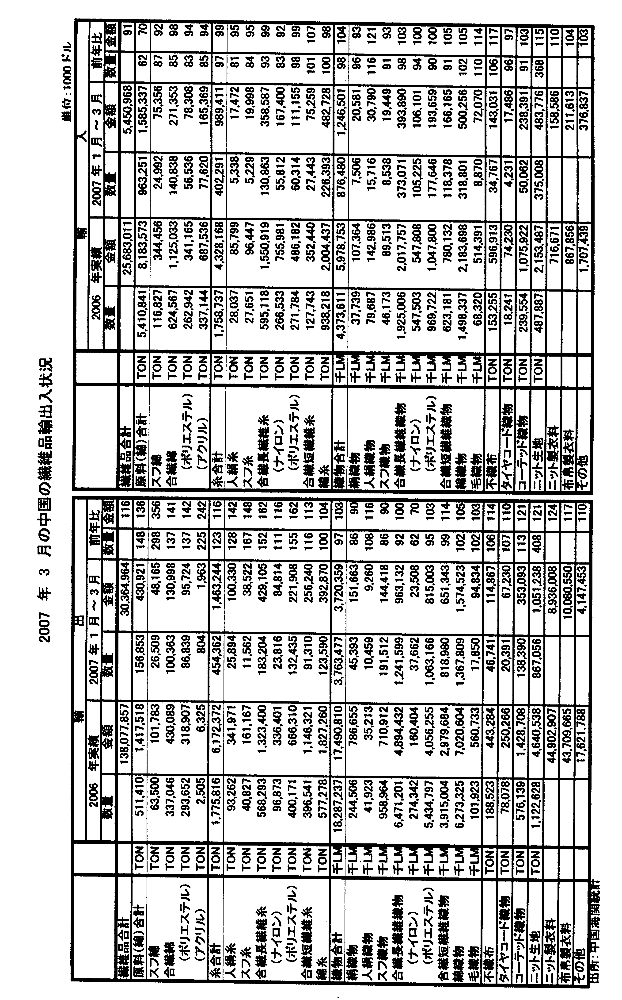 2007 年 3 月の中国の繊維品輸出入状況
単位：1000ドル
輸 出
2006 年実績 2007年1月～3月 前年比
数量 金額 数量 金額 数量 金額
繊維品合計 138,077,857 30,364,964 116
原料(綿)合計 TON 511,410 1,417,518 156,853 430,921 148 136
スフ綿 TON 63,500 101,783 26,509 48,165 298 356
合繊綿 TON 337,046 430,089 100,363 130,998 137 141
(ポリエステル) TON 293,652 318,907 86,839 95,724 137 142
(アクリル) TON 2,505 6,325 804 1,963 225 242
糸合計 TON 1,775,816 6,172,372 454,362 1,463,244 123 116
人絹糸 TON 93,262 341,971 25,894 100,330 128 142
スフ糸 TON 40,827 161,167 11,562 38,522 167 148
合繊長繊維糸 TON 568,293 1,323,400 183,204 429,105 152 162
(ナイロン) TON 96,873 336,401 23,816 84,814 111 116
(ポリエステル) TON 400,171 666,310 132,435 221,908 155 162
合繊短繊維糸 TON 396,541 1,146,321 91,310 256,240 116 113
綿糸 TON 577,278 1,827,260 123,590 392,870 100 104
織物合計 千LM 18,287,237 17,490,810 3,763,477 3,720,359 97 103
絹織物 千LM 244,506 786,655 45,393 151,663 86 90
人絹織物 千LM 41,923 35,213 10,459 9,260 108 116
スフ織物 千LM 958,964 710,912 191,512 144,418 86 90
合繊長繊維織物 千LM 6,471,201 4,894,432 1,241,599 963,132 92 100
(ナイロン) 千LM 274,342 160,404 37,662 23,508 62 70
(ポリエステル) 千LM 5,434,797 4,056,255 1,063,166 815,003 95 103
合繊短繊維織物 千LM 3,915,004 2,979,684 818,980 651,343 99 114
綿織物 千LM 6,273,325 7,020,604 1,367,809 1,574,523 102 105
毛織物 千LM 101,923 560,733 17,850 94,834 102 103
不織布 TON 188,523 443,284 46,741 114,867 106 114
タイヤコード織物 TON 78,078 250,266 20,391 67,230 107 110
コーテッド織物 TON 576,139 1,428,708 138,390 353,093 113 121
ニット生地 TON 1,122,628 4,640,538 867,056 1,051,238 408 121
ニット製衣料 44,902,907 8,936,008 124
布帛製衣料 43,709,665 10,080,550 117
その他 17,621,788 4,147,453 110
出所：中国海関統計
輸 入
2006 年実績 2007年1月～3月 前年比
数量 金額 数量 金額 数量 金額
繊維品合計 25,683,011 5,450,968 91
原料(綿)合計 TON 5,410,841 8,183,573 963,251 1,585,337 62 70
スフ綿 TON 116,827 344,456 24,992 75,356 87 92
合繊綿 TON 624,567 1,125,033 140,838 271,353 85 98
(ポリエステル) TON 262,942 341,165 56,536 78,308 83 94
(アクリル) TON 337,144 687,536 77,620 165,369 85 94
糸合計 TON 1,758,737 4,328,168 402,291 989,411 97 99
人絹糸 TON 28,037 85,799 5,338 17,472 81 95
スフ糸 TON 27,651 96,447 5,229 19,998 84 95
合繊長繊維糸 TON 595,118 1,550,919 130,863 358,587 93 99
(ナイロン) TON 266,533 755,981 55,812 167,400 83 92
(ポリエステル) TON 271,784 486,182 60,314 111,155 98 99
合繊短繊維糸 TON 127,743 352,440 27,443 75,259 101 107
綿糸 TON 938,218 2,004,437 226,393 482,728 100 98
織物合計 千LM 4,373,611 5,978,753 876,480 1,246,501 98 104
絹織物 千LM 37,739 107,364 7,506 20,581 96 93
人絹織物 千LM 79,687 142,986 15,716 30,790 116 121
スフ織物 千LM 46,173 89,513 8,538 19,449 91 93
合繊長繊維織物 千LM 1,925,006 2,017,757 373,071 393,890 98 103
(ナイロン) 千LM 547,503 547,808 105,225 106,101 94 100
(ポリエステル) 千LM 969,722 1,047,800 177,646 193,659 90 100
合繊短繊維織物 千LM 623,181 780,132 118,378 166,165 91 105
綿織物 千LM 1,498,337 2,183,698 318,801 500,256 102 105
毛織物 千LM 68,320 514,391 8,870 72,070 110 114
不織布 TON 153,255 596,913 34,767 143,031 106 117
タイヤコード織物 TON 18,241 74,230 4,231 17,486 96 97
コーテッド織物 TON 239,554 1,075,922 50,062 238,391 91 103
ニット生地 TON 487,887 2,153,487 375,008 483,776 368 115
ニット製衣料 716,671 158,586 110
布帛製衣料 867,856 211,613 104
その他 1,707,439 376,837 103